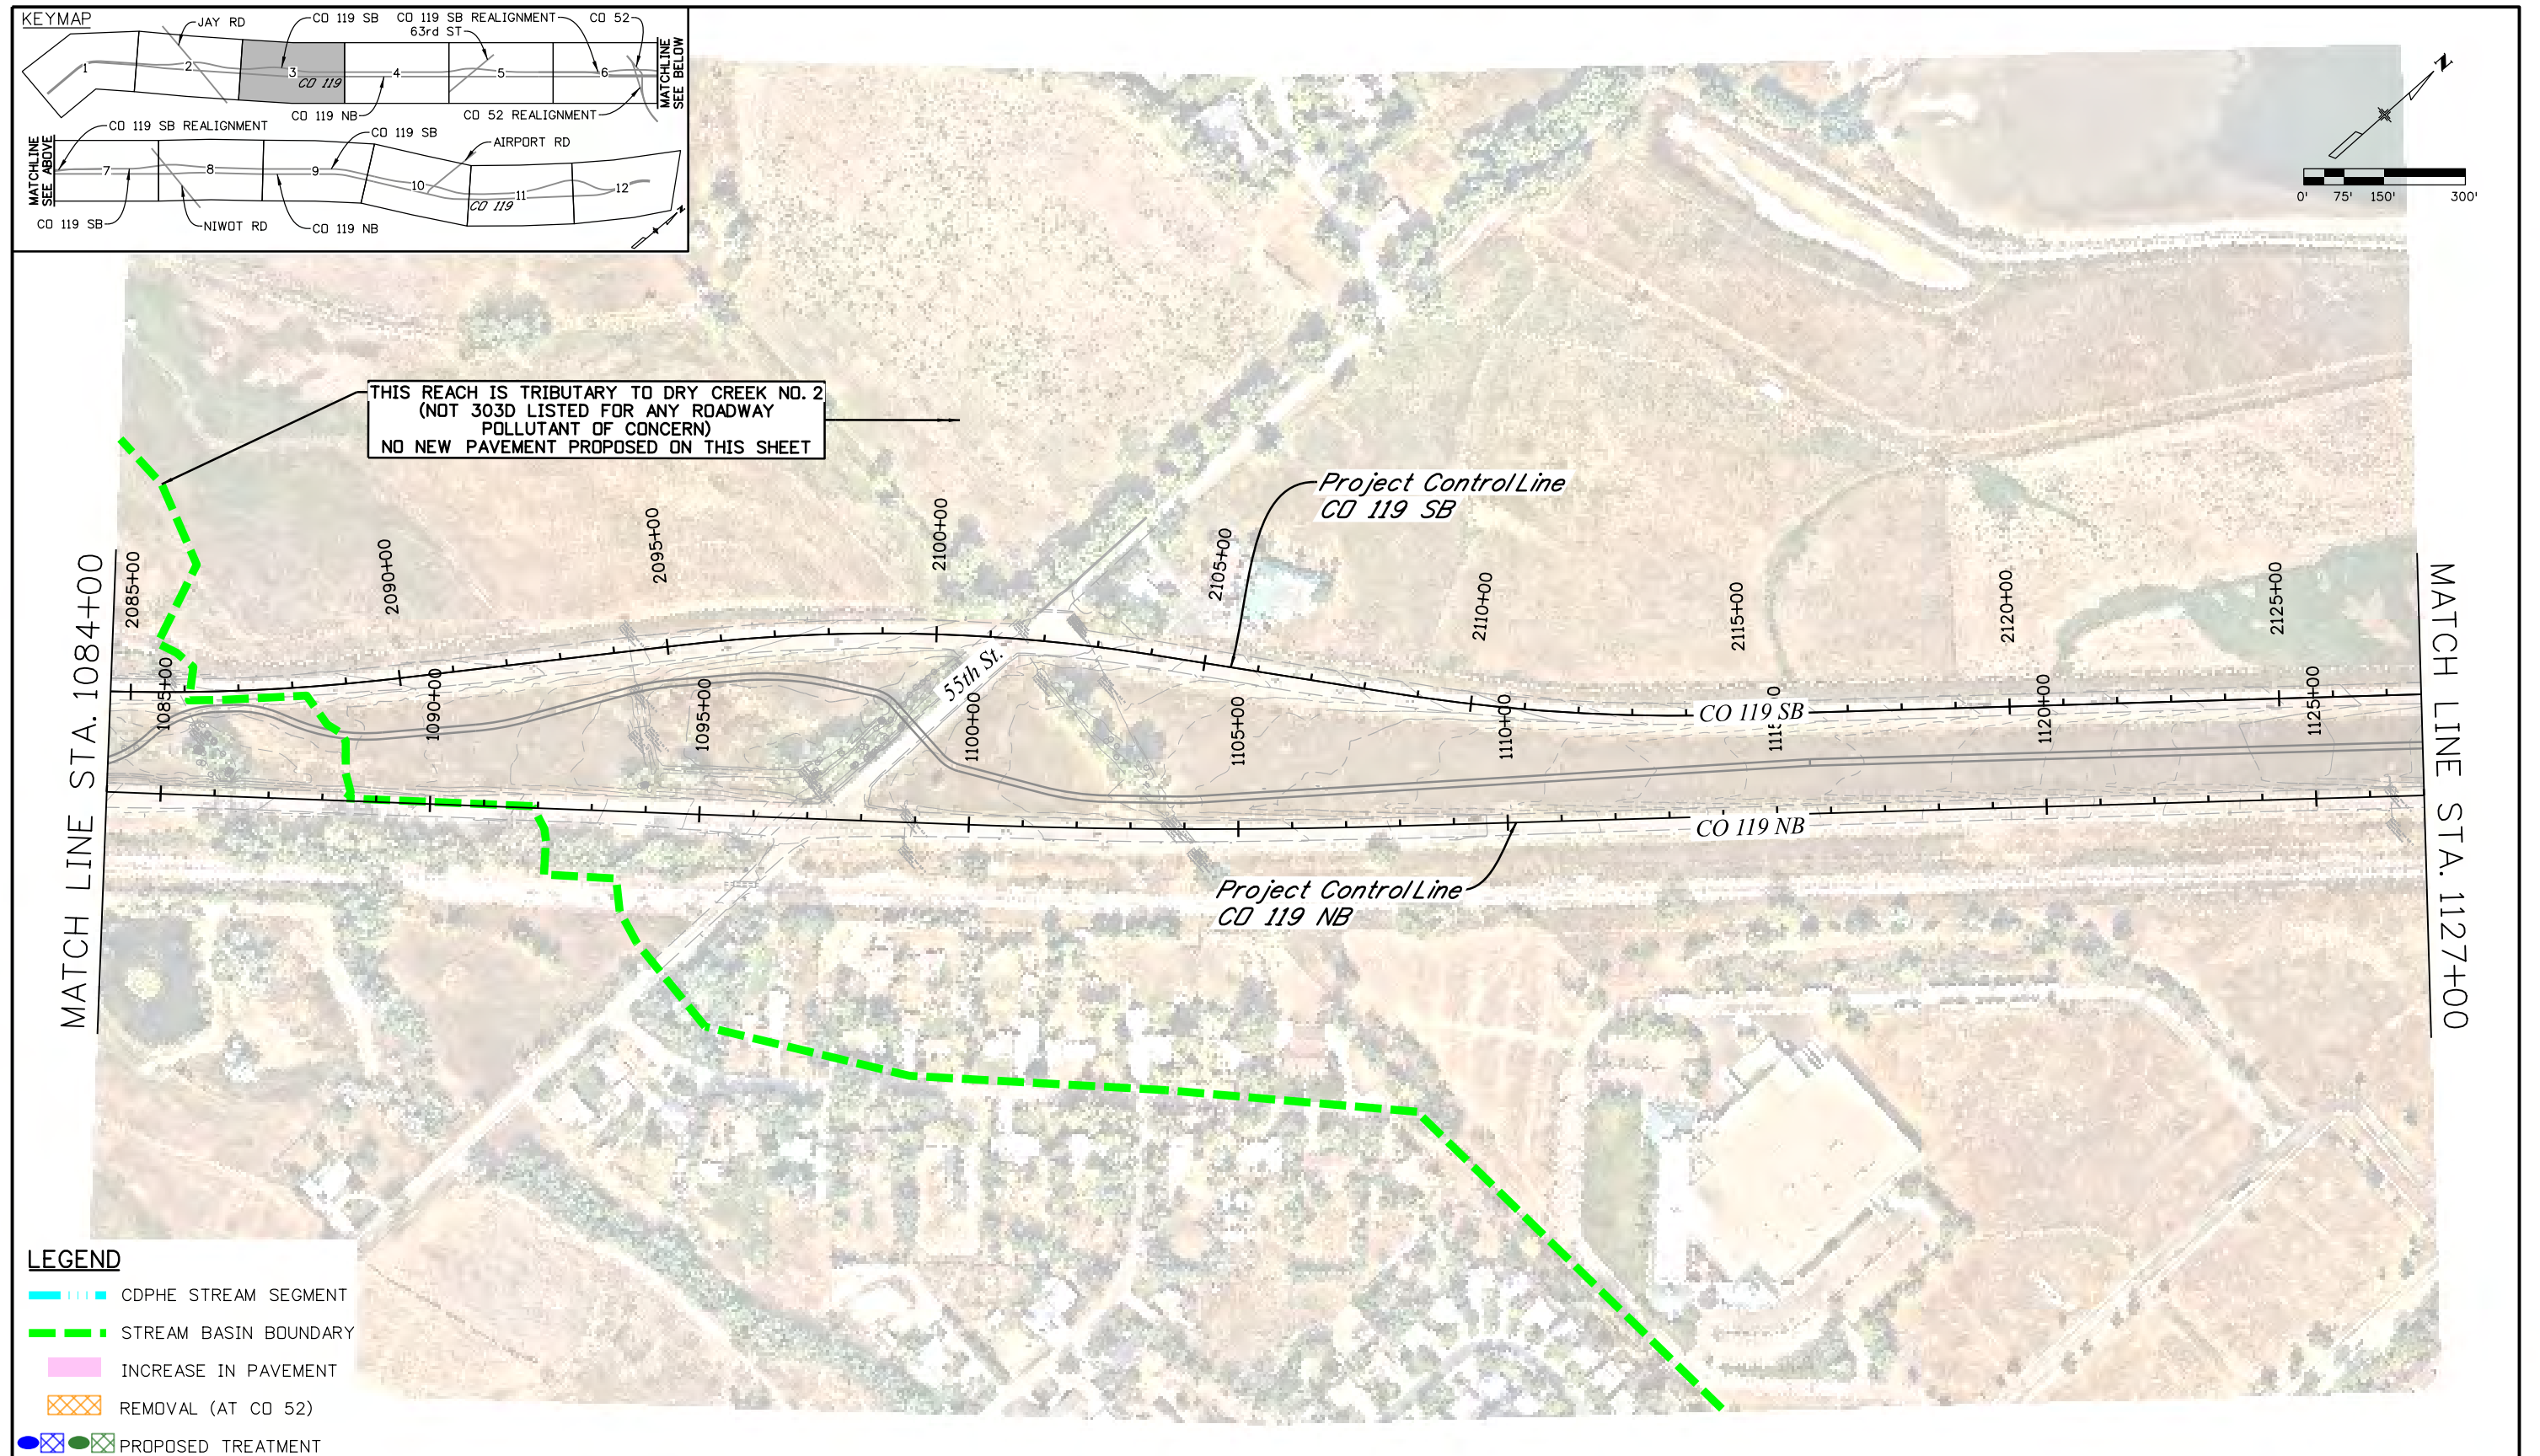 KEYMAP
JAY RD
CO 119 SB
CO 119 SB REALIGNMENT
CO 52
63rd ST
1
2
3
CO 119
4
5
6
MATCHLINE
SEE BELOW
CO 119 NB
CO 52 REALIGNMENT
MATCHLINE
SEE ABOVE
CO 119 SB REALIGNMENT
CO 119 SB
AIRPORT RD
7
8
9
10
11
12
CO 119
CO 119 SB
NIWOT RD
CO 119 NB
N
N
0' 75' 150' 300'
THIS REACH IS TRIBUTARY TO DRY CREEK NO. 2
(NOT 303D LISTED FOR ANY ROADWAY
POLLUTANT OF CONCERN)
NO NEW PAVEMENT PROPOSED ON THIS SHEET
Project Control Line
CO 119 SB
MATCH LINE STA. 1084+00
2085+00
2090+00
2095+00
2100+00
2105+00
2110+00
2115+00
2120+00
2125+00
55th St.
CO 119 SB
1085+00
1090+00
1095+00
1100+00
1105+00
1110+00
1120+00
1125+00
CO 119 NB
Project Control Line
CO 119 NB
MATCH LINE STA. 1127+00
LEGEND
CDPHE STREAM SEGMENT
STREAM BASIN BOUNDARY
INCREASE IN PAVEMENT
REMOVAL (AT CO 52)
PROPOSED TREATMENT